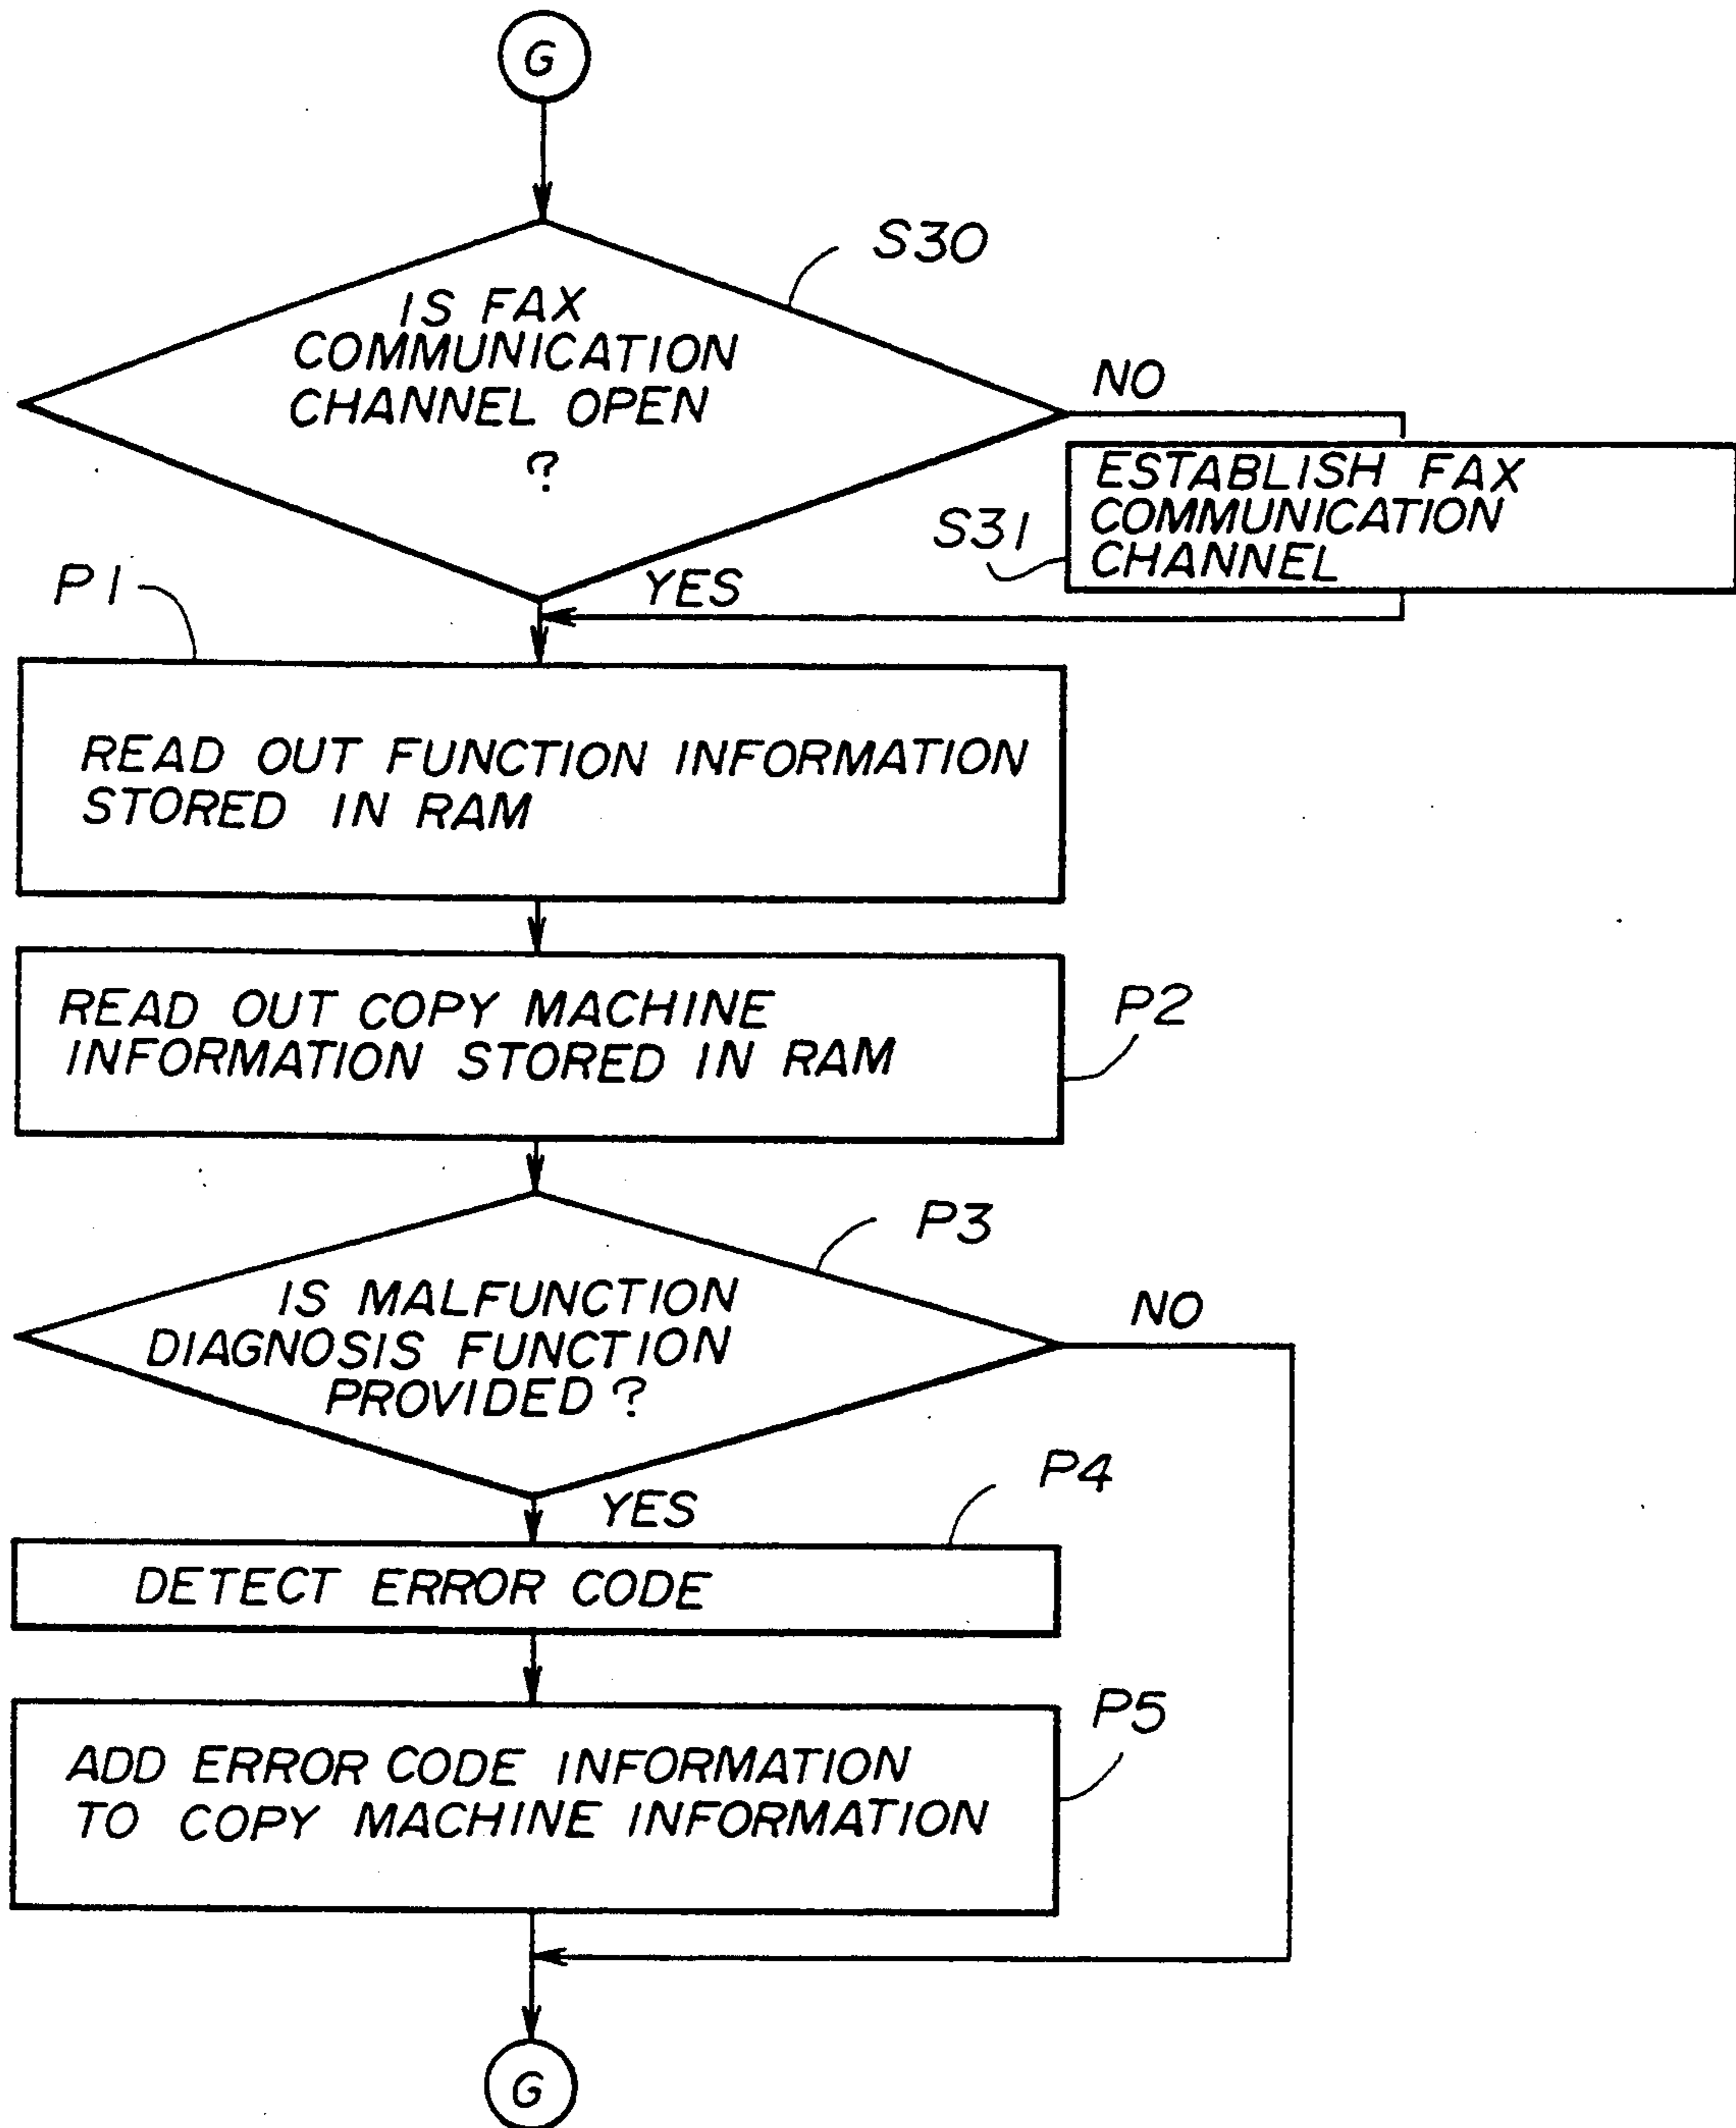 G
S30
IS FAX
COMMUNICATION
CHANNEL OPEN
?
NO
ESTABLISH FAX
COMMUNICATION
CHANNEL
S31
YES
P1
READ OUT FUNCTION INFORMATION
STORED IN RAM
READ OUT COPY MACHINE
INFORMATION STORED IN RAM
P2
P3
IS MALFUNCTION
DIAGNOSIS FUNCTION
PROVIDED?
NO
YES
P4
DETECT ERROR CODE
P5
ADD ERROR CODE INFORMATION
TO COPY MACHINE INFORMATION
G